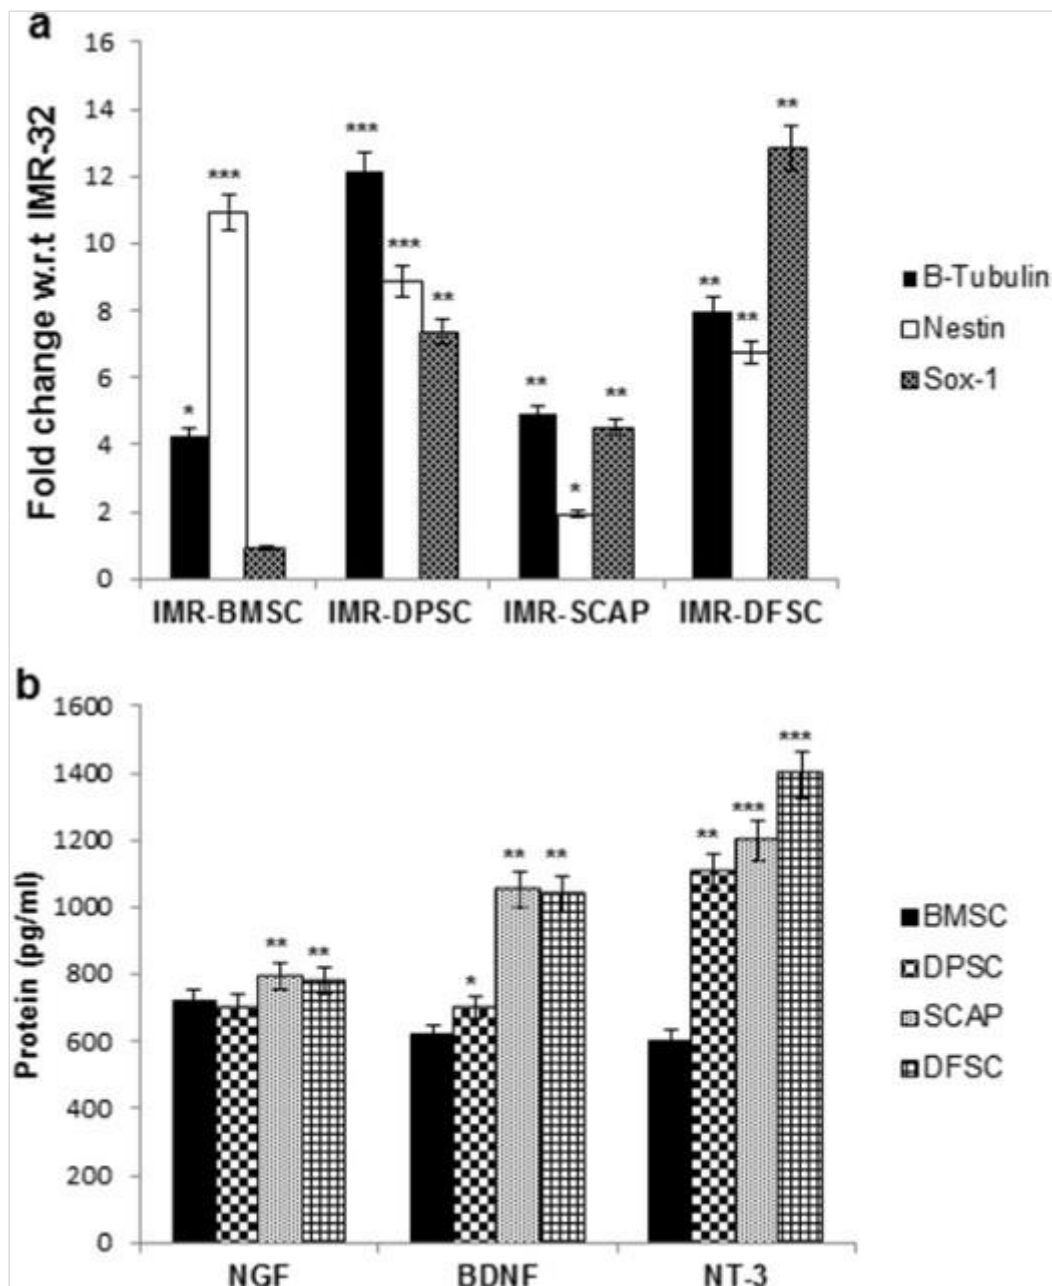 a
Fold change w.r.t IMR-32
16
14
12
10
8
6
4
2
0
*
***
***
***
**
**
*
**
**
**
**
IMR-BMSC IMR-DPSC IMR-SCAP IMR-DFSC
B-Tubulin
Nestin
Sox-1
b
Protein (pg/ml)
1600
1400
1200
1000
800
600
400
200
0
**
**
*
**
**
**
***
***
NGF BDNF NT-3
BMSC
DPSC
SCAP
DFSC